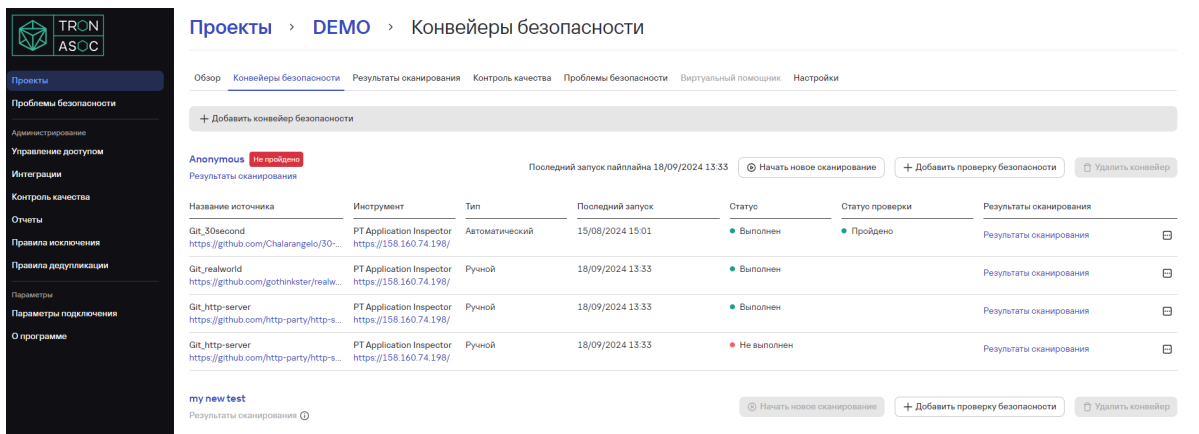 TRON
ASOC
Проекты
Проблемы безопасности
Администрирование
Управление доступом
Интеграции
Контроль качества
Отчеты
Правила исключения
Правила дедупликации
Параметры
Параметры подключения
О программе
Проекты > DEMO > Конвейеры безопасности
Обзор Конвейеры безопасности Результаты сканирования Контроль качества Проблемы безопасности Виртуальный помощник Настройки
+ Добавить конвейер безопасности
Anonymous Не пройдено
Результаты сканирования
Последний запуск пайплайна 18/09/2024 13:33 Начать новое сканирование + Добавить проверку безопасности Удалить конвейер
Название источника Инструмент Тип Последний запуск Статус Статус проверки Результаты сканирования
Git_30second PT Application Inspector Автоматический 15/08/2024 15:01 Выполнен Пройдено Результаты сканирования
https://github.com/Chalarangelo/30-... https://158.160.74.198/
Git_realworld PT Application Inspector Ручной 18/09/2024 13:33 Выполнен Результаты сканирования
https://github.com/gothinkster/realw... https://158.160.74.198/
Git_http-server PT Application Inspector Ручной 18/09/2024 13:33 Выполнен Результаты сканирования
https://github.com/http-party/http-s... https://158.160.74.198/
Git_http-server PT Application Inspector Ручной 18/09/2024 13:33 Не выполнен Результаты сканирования
https://github.com/http-party/http-s... https://158.160.74.198/
my new test
Результаты сканирования
Начать новое сканирование + Добавить проверку безопасности Удалить конвейер